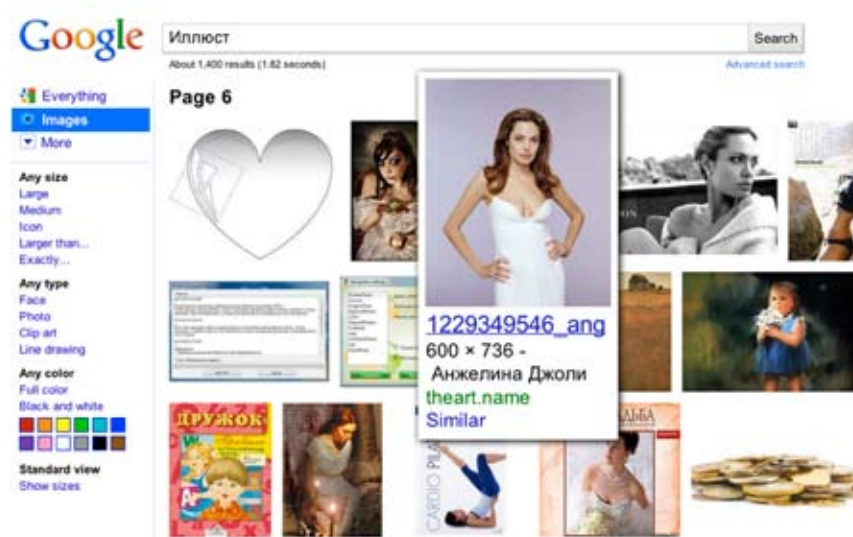 Google
Иллюст
Search
About 1,400 results (1.62 seconds)
Advanced search
Everything
Images
More
Page 6
Any size
Large
Medium
Icon
Larger than...
Exactly...
Any type
Face
Photo
Clip art
Line drawing
Any color
Full color
Black and white
Standard view
Show sizes
1229349546_ang
600 × 736 -
Анжелина Джоли
theart.name
Similar
ДРУЖОК
CARDIO